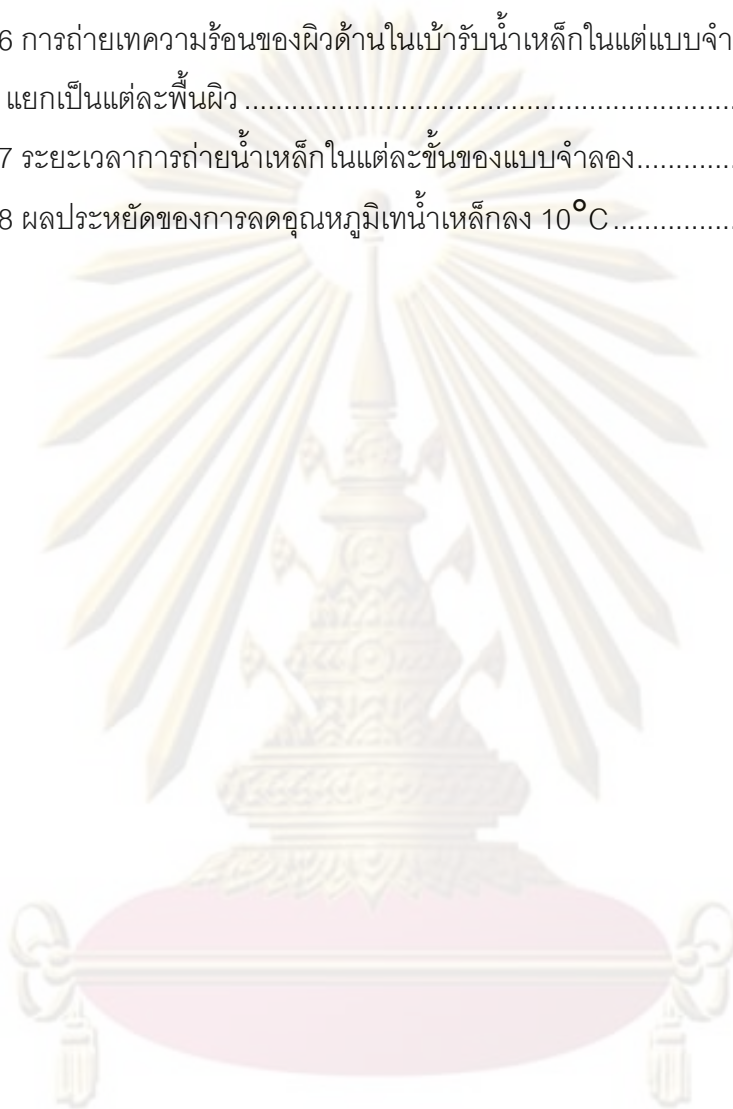 6 การถ่ายเทความร้อนของผิวด้านในเบ้ารับน้ำเหล็กในแต่แบบจำ
แยกเป็นแต่ละพื้นผิว ................................................................
7 ระยะเวลาการถ่ายน้ำเหล็กในแต่ละขั้นของแบบจำลอง.............
8 ผลประหยัดของการลดอุณหภูมิเทน้ำเหล็กลง 10°C ................